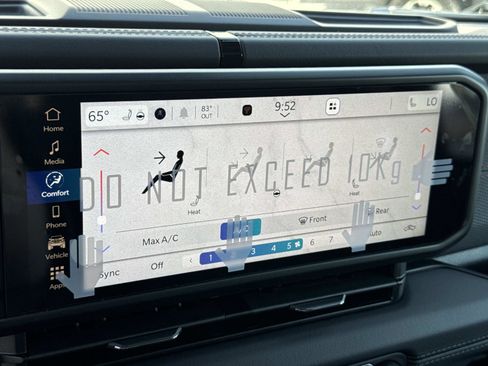 65°
83°
OUT
9:52
LO
Home
Media
Comfort
Phone
Vehicle
Apps
DO NOT EXCEED 10Kg
Heat
Heat
Max A/C
A/C
Front
Rear
Sync
Off
1
3
4
5
6
7
Auto